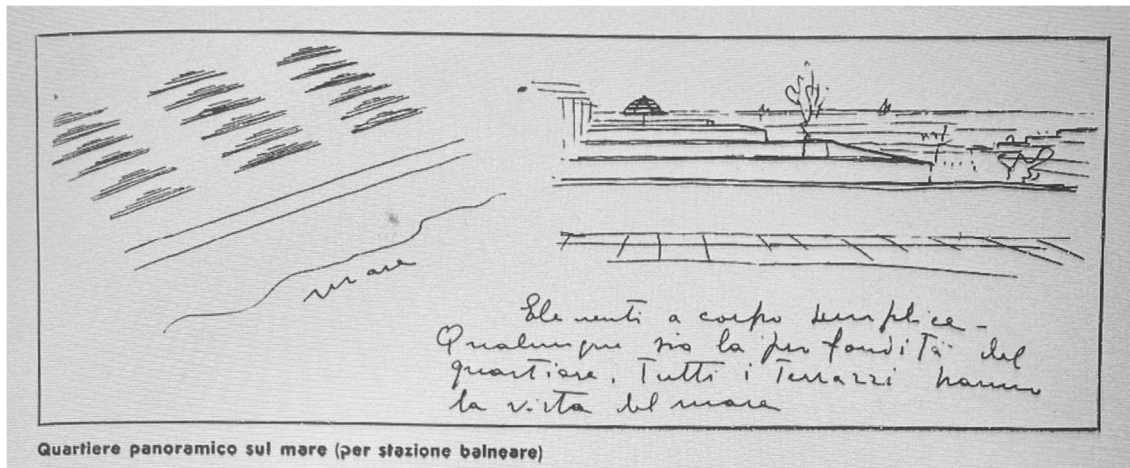 mare
Elementi a corpo semplice -
Qualunque sia la profondità del
quartiere. Tutti i Terrazzi hanno
la vista del mare
Quartiere panoramico sul mare (per stazione balneare)